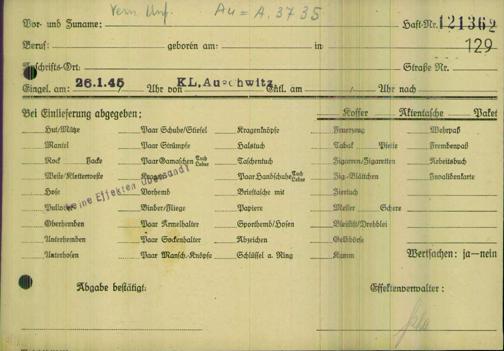 Vern. Unf. Au = A. 3735
Vor- und Zuname: Haft-Nr. 121362
129
Beruf: geboren am: in
Anschrifts-Ort: Straße Nr.
Eingel. am: 26.1.45 Uhr von KL. Auschwitz Entl. am / Uhr nach
Bei Einlieferung abgegeben: Koffer Aktentasche Paket
Hut/Mütze Paar Schuhe/Stiefel Kragenknöpfe Feuerzeug Wehrpaß
Mantel Paar Strümpfe Halstuch Tabak Pfeife Fremdenpaß
Rock Jacke Paar Gamaschen Tuch Leder Taschentuch Zigarren/Zigaretten Arbeitsbuch
Weste/Kletterweste Kragen Paar Handschuhe Tuch Leder Zig.-Blättchen Invalidenkarte
Hose Vorhemd Brieftasche mit Ziertuch
Pullover Binder/Fliege Papiere Messer Schere
Oberhemden Paar Ärmelhalter Sporthemd/Hosen Bleistift/Drehblei
Unterhemden Paar Sockenhalter Abzeichen Geldbörse
Unterhosen Paar Mansch.-Knöpfe Schlüssel a. Ring Kamm Wertsachen: ja—nein
keine Effekten übersandt
Abgabe bestätigt: Effektenverwalter: